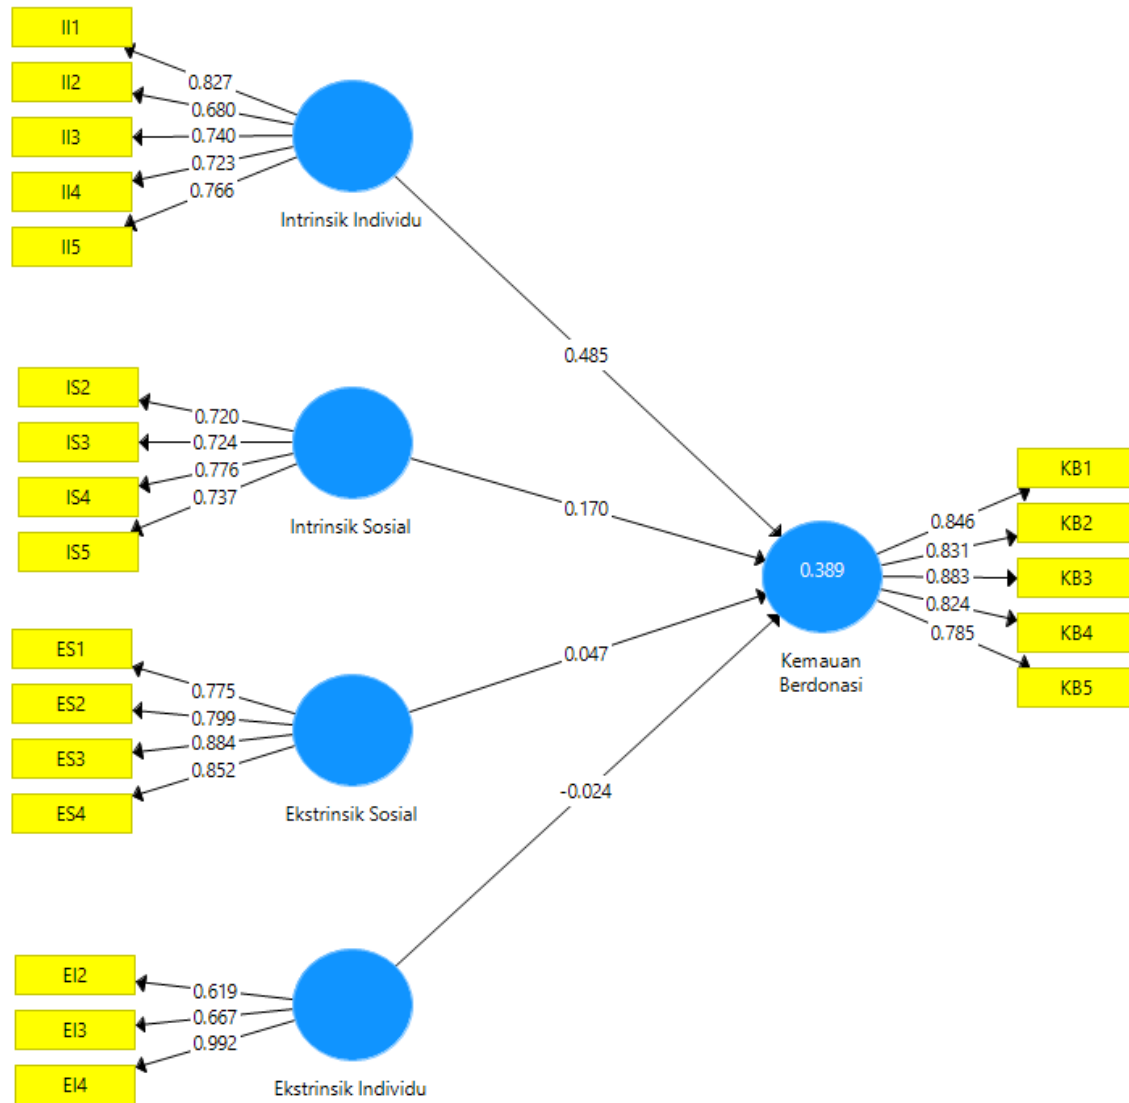 II1
II2
II3
II4
II5
0.827
0.680
0.740
0.723
0.766
Intrinsik Individu
0.485
IS2
IS3
IS4
IS5
0.720
0.724
0.776
0.737
Intrinsik Sosial
0.170
ES1
ES2
ES3
ES4
0.775
0.799
0.884
0.852
Ekstrinsik Sosial
0.047
EI2
EI3
EI4
0.619
0.667
0.992
Ekstrinsik Individu
-0.024
0.389
Kemauan
Berdonasi
0.846
0.831
0.883
0.824
0.785
KB1
KB2
KB3
KB4
KB5